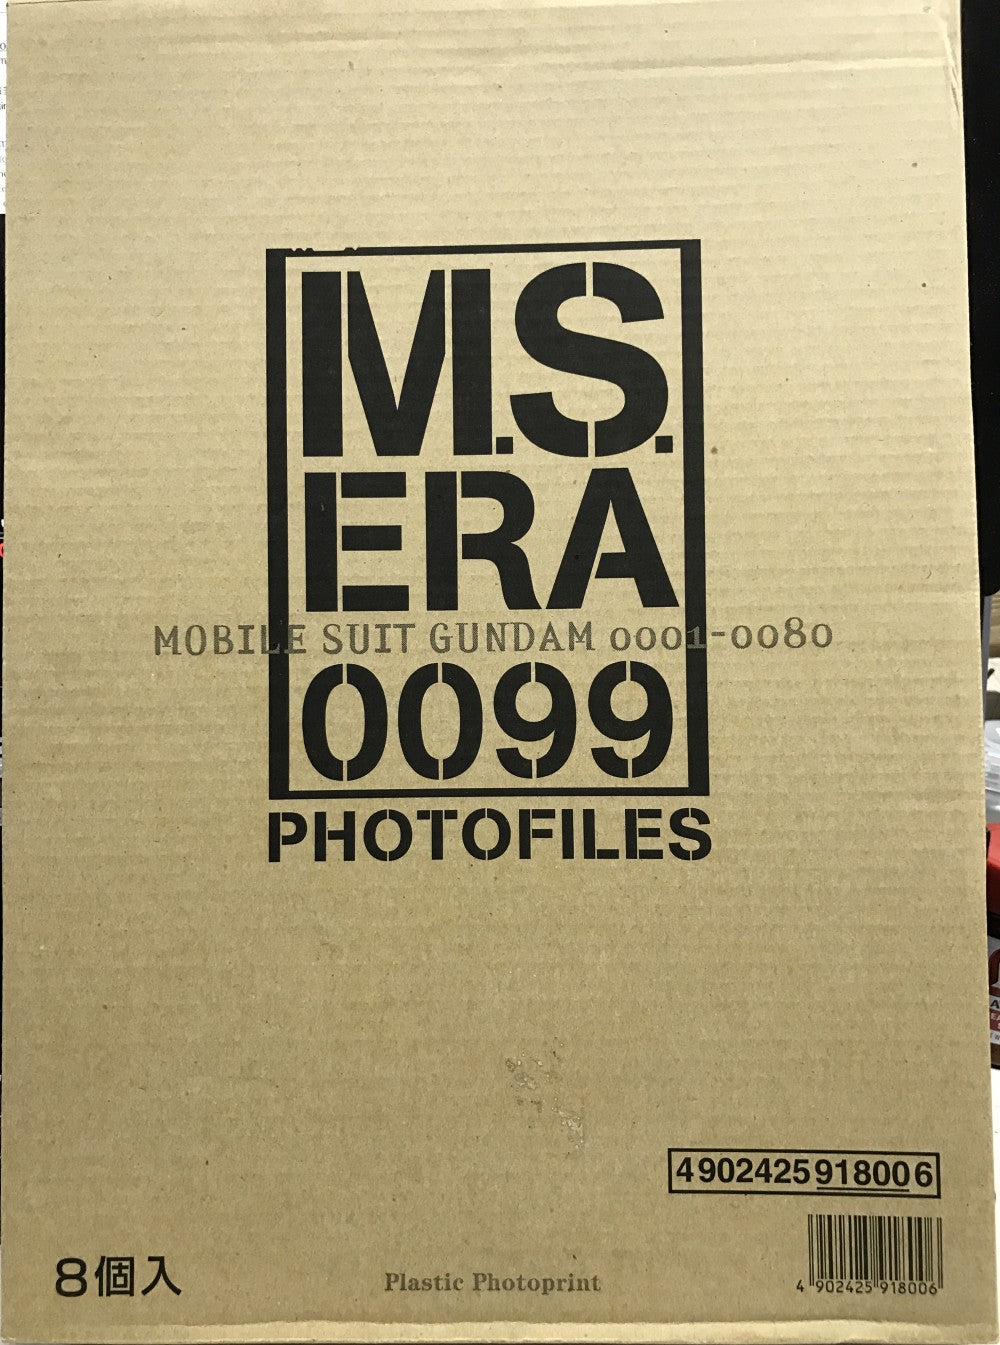 M.S.
ERA
MOBILE SUIT GUNDAM 0001-0080
0099
PHOTOFILES
4902425918006
8個入
Plastic Photoprint
4 902425 918006